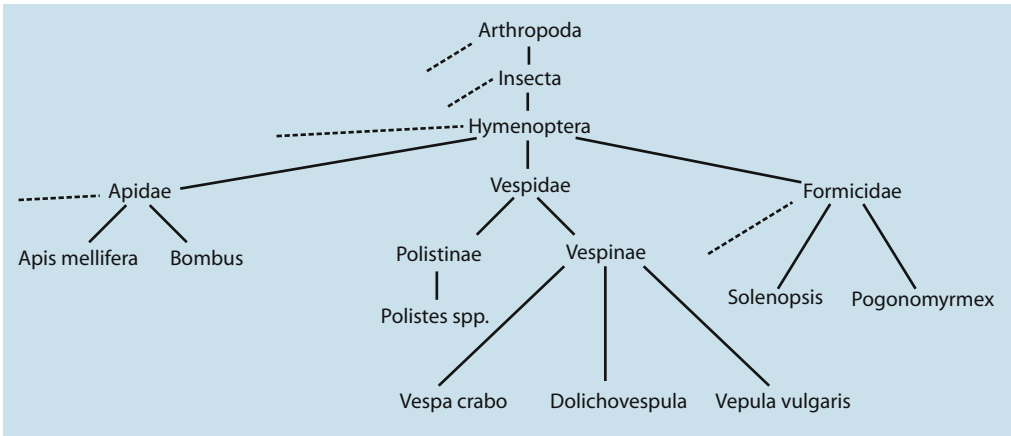 Arthropoda
Insecta
Hymenoptera
Apidae
Vespidae
Formicidae
Apis mellifera
Bombus
Polistinae
Vespinae
Solenopsis
Pogonomyrmex
Polistes spp.
Vespa crabo
Dolichovespula
Vepula vulgaris